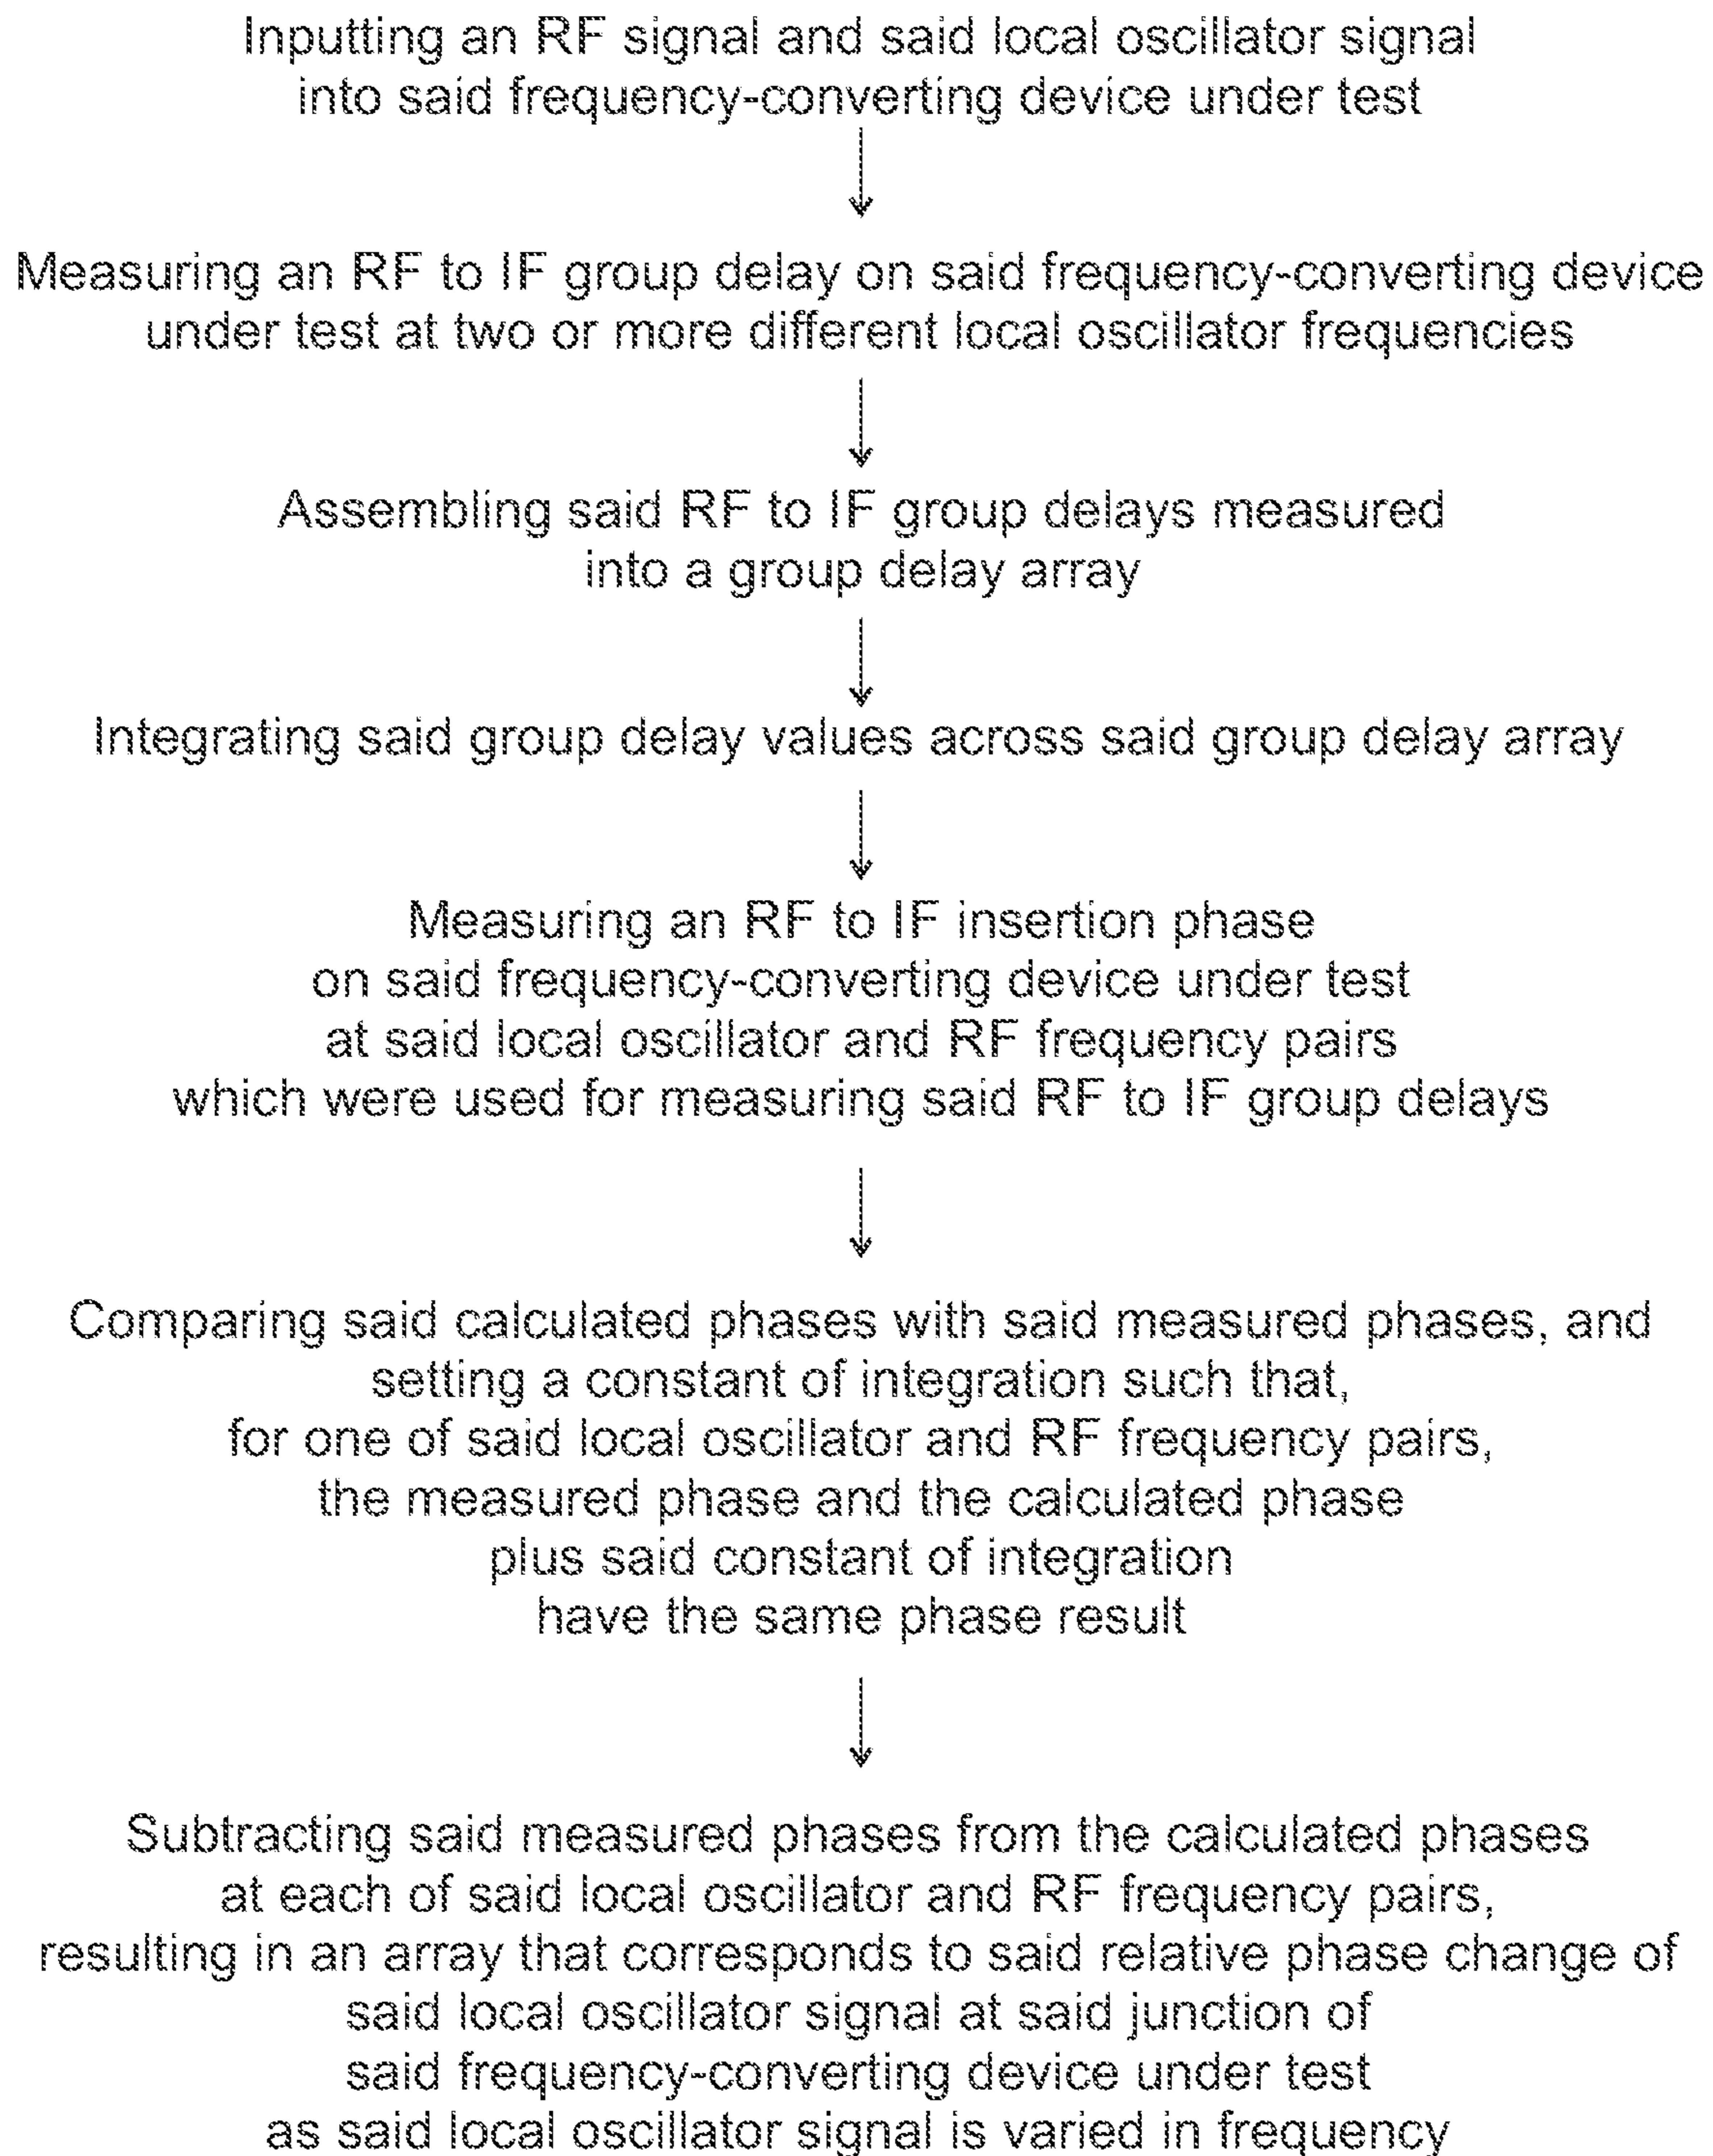 Inputting an RF signal and said local oscillator signal
into said frequency-converting device under test
Measuring an RF to IF group delay on said frequency-converting device
under test at two or more different local oscillator frequencies
Assembling said RF to IF group delays measured
into a group delay array
Integrating said group delay values across said group delay array
Measuring an RF to IF insertion phase
on said frequency-converting device under test
at said local oscillator and RF frequency pairs
which were used for measuring said RF to IF group delays
Comparing said calculated phases with said measured phases, and
setting a constant of integration such that,
for one of said local oscillator and RF frequency pairs,
the measured phase and the calculated phase
plus said constant of integration
have the same phase result
Subtracting said measured phases from the calculated phases
at each of said local oscillator and RF frequency pairs,
resulting in an array that corresponds to said relative phase change of
said local oscillator signal at said junction of
said frequency-converting device under test
as said local oscillator signal is varied in frequency